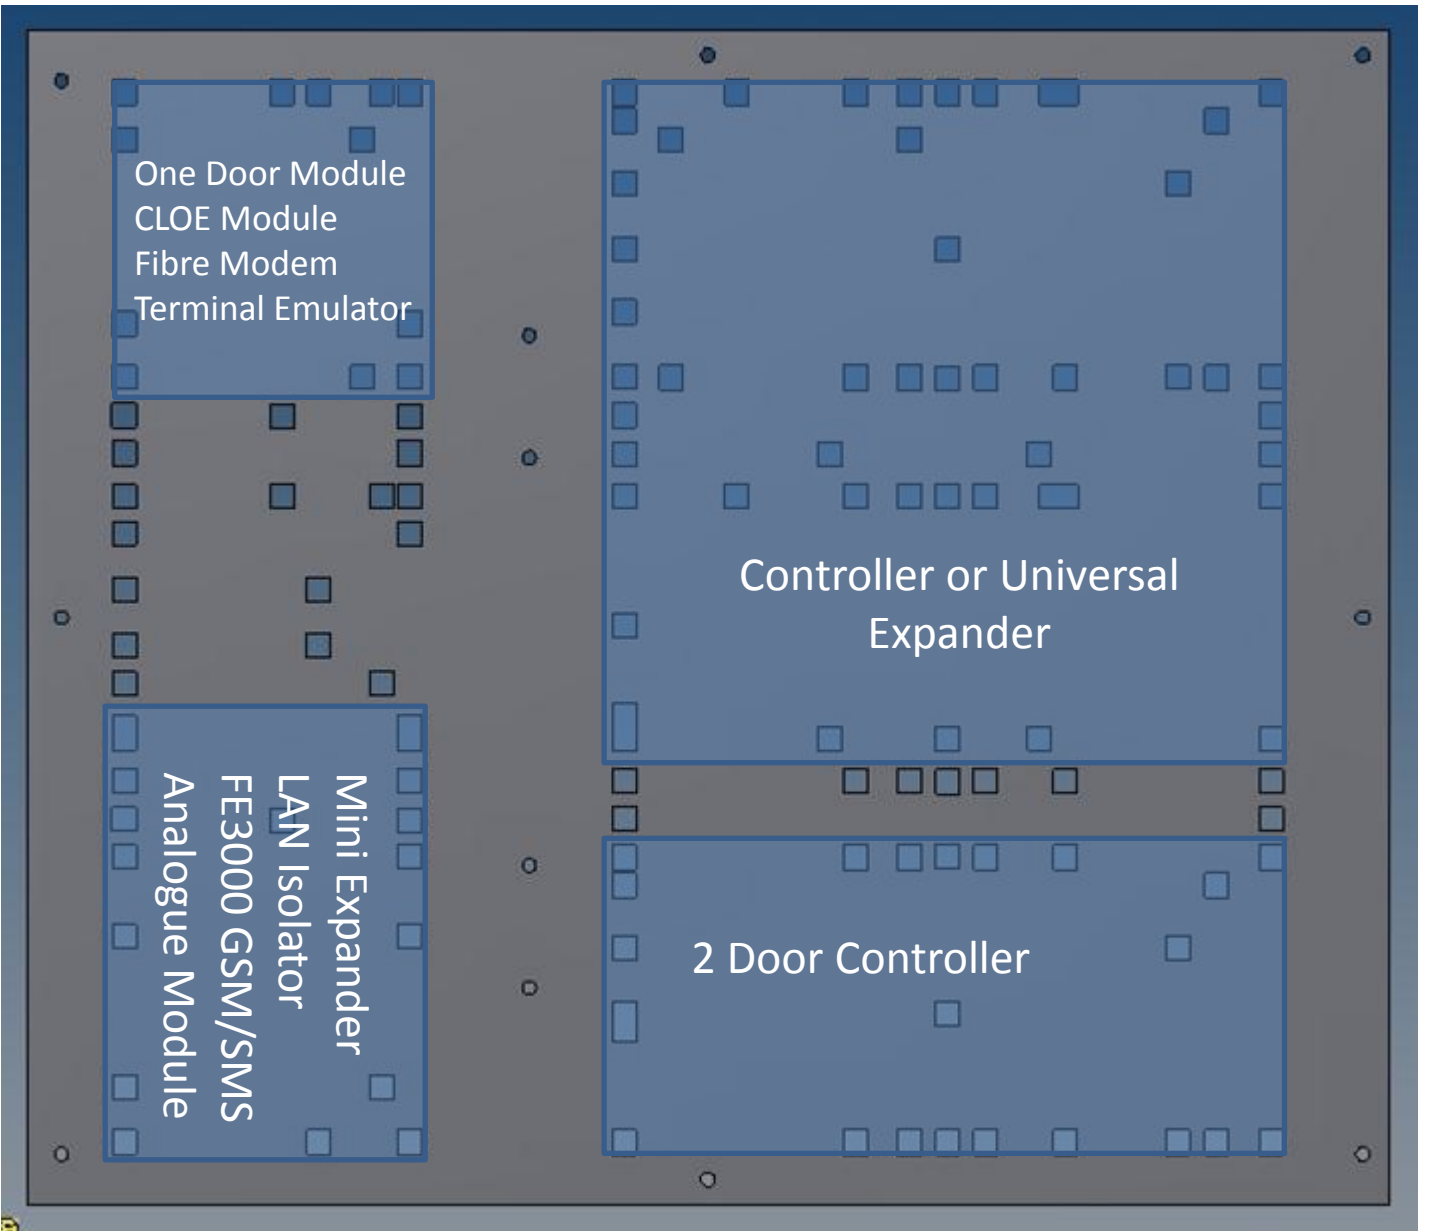 One Door Module
CLOE Module
Fibre Modem
Terminal Emulator
Controller or Universal
Expander
Mini Expander
LAN Isolator
FE3000 GSM/SMS
Analogue Module
2 Door Controller